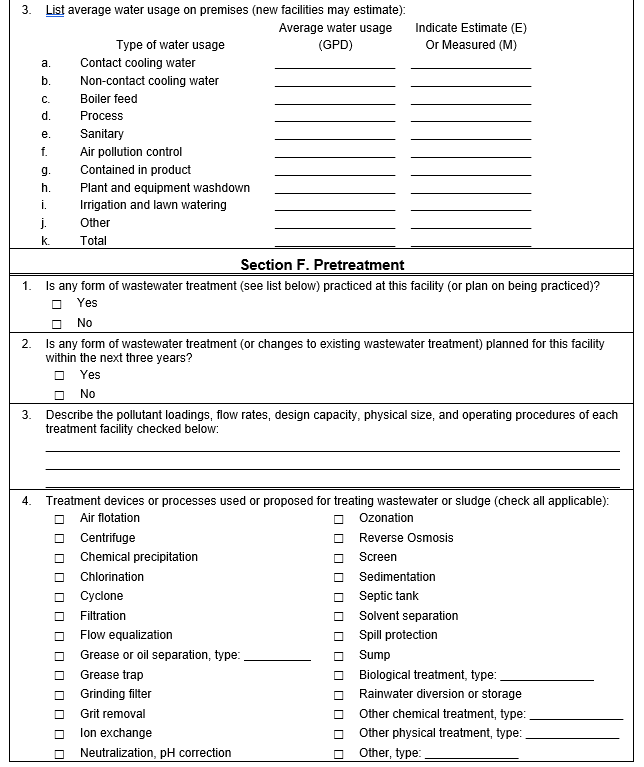 3. List average water usage on premises (new facilities may estimate):
Average water usage Indicate Estimate (E)
Type of water usage (GPD) Or Measured (M)
a. Contact cooling water
b. Non-contact cooling water
c. Boiler feed
d. Process
e. Sanitary
f. Air pollution control
g. Contained in product
h. Plant and equipment washdown
i. Irrigation and lawn watering
j. Other
k. Total
Section F. Pretreatment
1. Is any form of wastewater treatment (see list below) practiced at this facility (or plan on being practiced)?
☐ Yes
☐ No
2. Is any form of wastewater treatment (or changes to existing wastewater treatment) planned for this facility
within the next three years?
☐ Yes
☐ No
3. Describe the pollutant loadings, flow rates, design capacity, physical size, and operating procedures of each
treatment facility checked below:
4. Treatment devices or processes used or proposed for treating wastewater or sludge (check all applicable):
☐ Air flotation ☐ Ozonation
☐ Centrifuge ☐ Reverse Osmosis
☐ Chemical precipitation ☐ Screen
☐ Chlorination ☐ Sedimentation
☐ Cyclone ☐ Septic tank
☐ Filtration ☐ Solvent separation
☐ Flow equalization ☐ Spill protection
☐ Grease or oil separation, type: __________ ☐ Sump
☐ Grease trap ☐ Biological treatment, type: ______________
☐ Grinding filter ☐ Rainwater diversion or storage
☐ Grit removal ☐ Other chemical treatment, type: ______________
☐ Ion exchange ☐ Other physical treatment, type: ______________
☐ Neutralization, pH correction ☐ Other, type: ______________